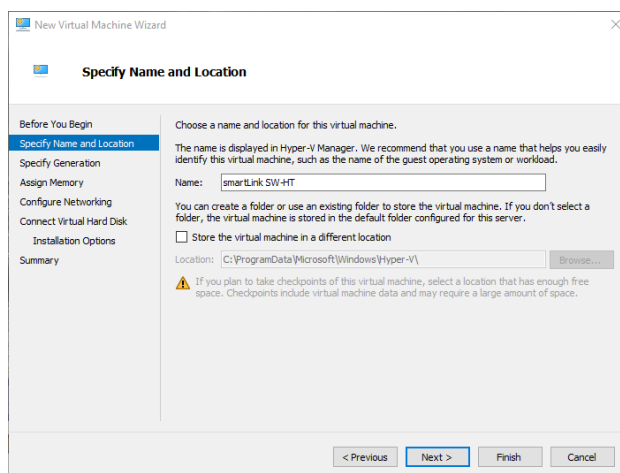 New Virtual Machine Wizard
Specify Name and Location
Before You Begin
Specify Name and Location
Specify Generation
Assign Memory
Configure Networking
Connect Virtual Hard Disk
Installation Options
Summary
Choose a name and location for this virtual machine.
The name is displayed in Hyper-V Manager. We recommend that you use a name that helps you easily
identify this virtual machine, such as the name of the guest operating system or workload.
Name: smartLink SW-HT
You can create a folder or use an existing folder to store the virtual machine. If you don't select a
folder, the virtual machine is stored in the default folder configured for this server.
Store the virtual machine in a different location
Location: C:\ProgramData\Microsoft\Windows\Hyper-V\ Browse...
If you plan to take checkpoints of this virtual machine, select a location that has enough free
space. Checkpoints include virtual machine data and may require a large amount of space.
< Previous Next > Finish Cancel